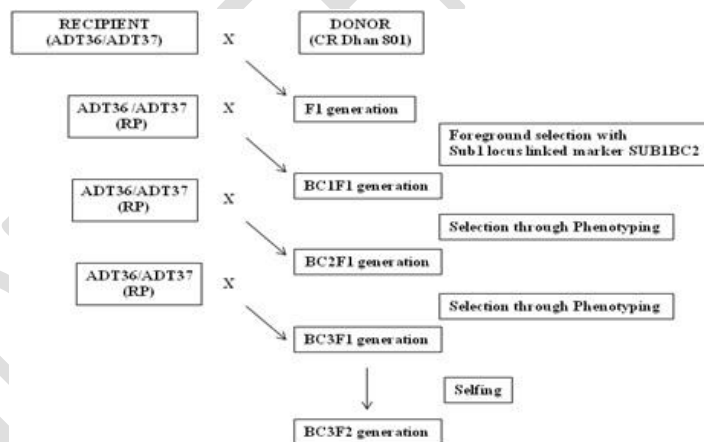 RECIPIENT
(ADT36/ADT37)
X
DONOR
(CR Dhan 801)
ADT36 /ADT37
(RP)
X
F1 generation
Foreground selection with
Sub1 locus linked marker SUB1BC2
BC1F1 generation
ADT36 /ADT37
(RP)
X
Selection through Phenotyping
BC2F1 generation
ADT36/ADT37
(RP)
X
Selection through Phenotyping
BC3F1 generation
Selfing
BC3F2 generation